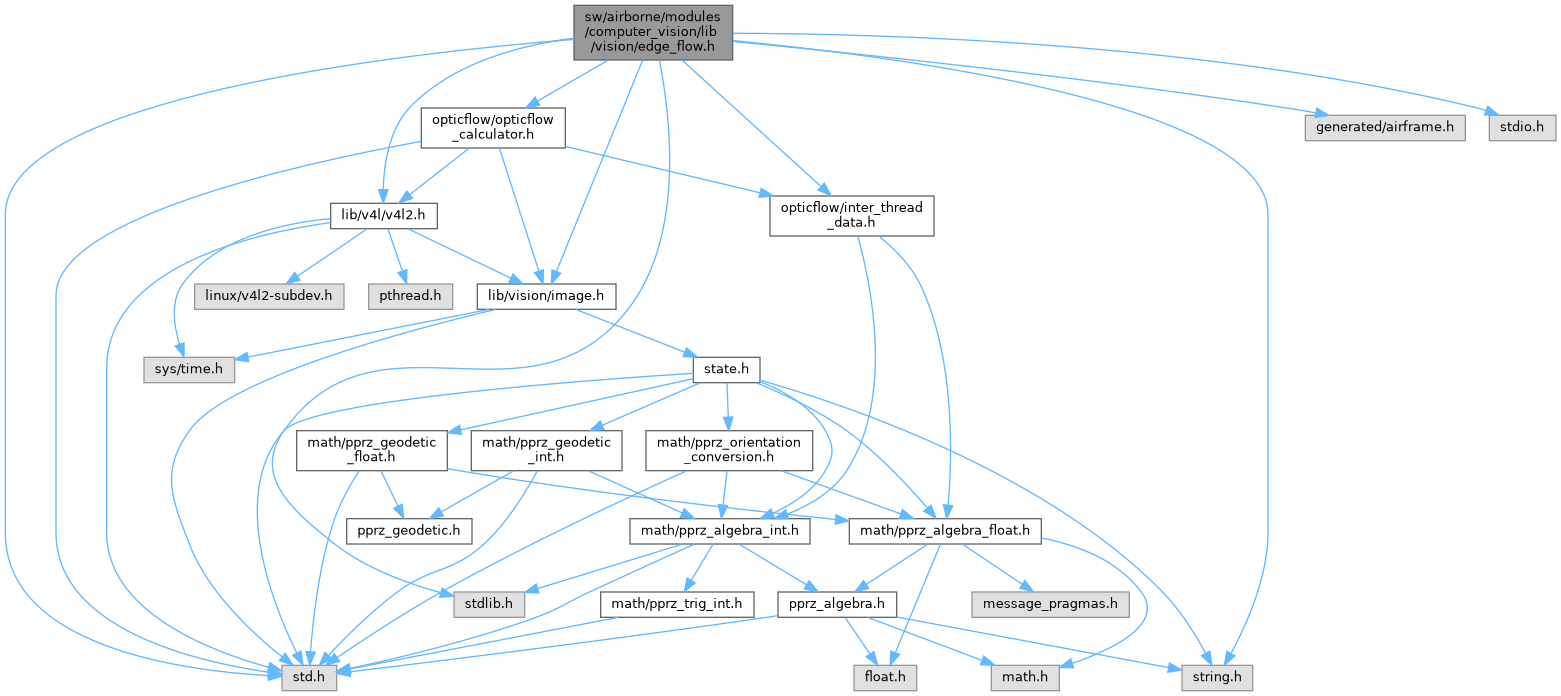 sw/airborne/modules
/computer_vision/lib
/vision/edge_flow.h
opticflow/opticflow
_calculator.h
generated/airframe.h
stdio.h
lib/v4l/v4l2.h
opticflow/inter_thread
_data.h
linux/v4l2-subdev.h
pthread.h
lib/vision/image.h
sys/time.h
state.h
math/pprz_geodetic
_float.h
math/pprz_geodetic
_int.h
math/pprz_orientation
_conversion.h
pprz_geodetic.h
math/pprz_algebra_int.h
math/pprz_algebra_float.h
stdlib.h
math/pprz_trig_int.h
pprz_algebra.h
message_pragmas.h
std.h
float.h
math.h
string.h